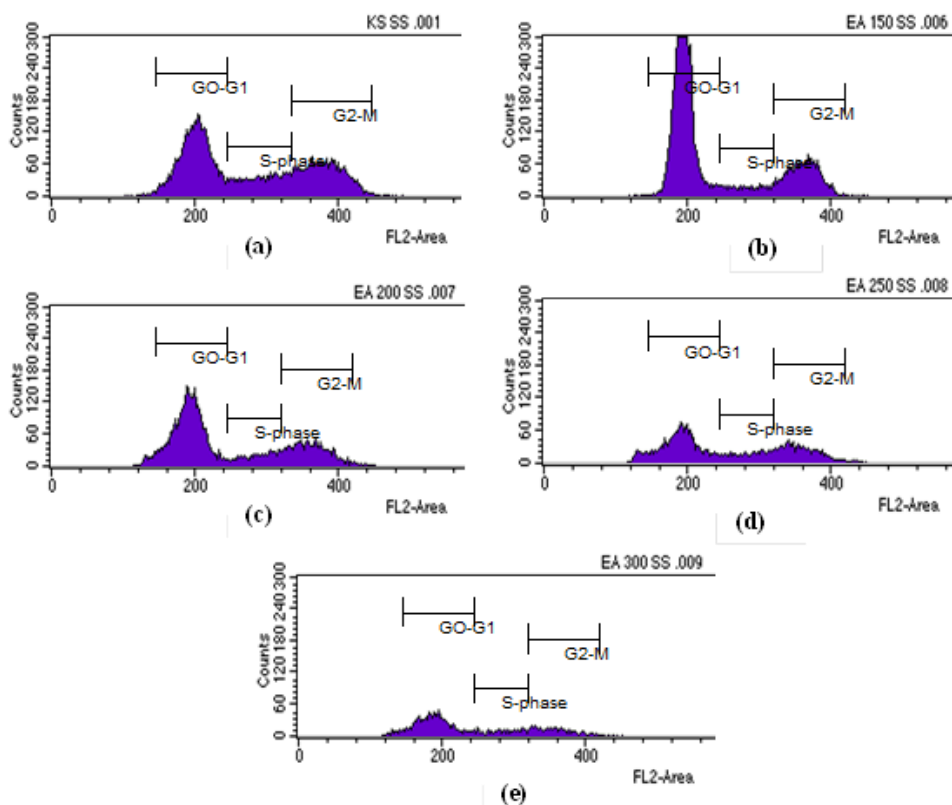 KS SS .001
300
240
180
120
60
0
Counts
GO-G1
G2-M
S-phase
0 200 400
FL2-Area
(a)
EA 150 SS .006
300
240
180
120
60
0
Counts
GO-G1
G2-M
S-phase
0 200 400
FL2-Area
(b)
EA 200 SS .007
300
240
180
120
60
0
Counts
GO-G1
G2-M
S-phase
0 200 400
FL2-Area
(c)
EA 250 SS .008
300
240
180
120
60
0
Counts
GO-G1
G2-M
S-phase
0 200 400
FL2-Area
(d)
EA 300 SS .009
300
240
180
120
60
0
Counts
GO-G1
G2-M
S-phase
0 200 400
FL2-Area
(e)